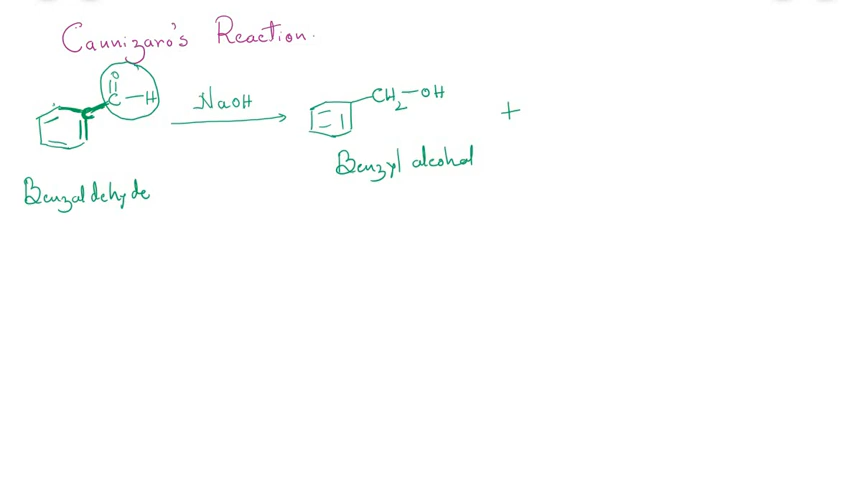 Cannizaro's Reaction.
O
C-H NaOH CH2-OH +
Benzyl alcohol
Benzaldehyde